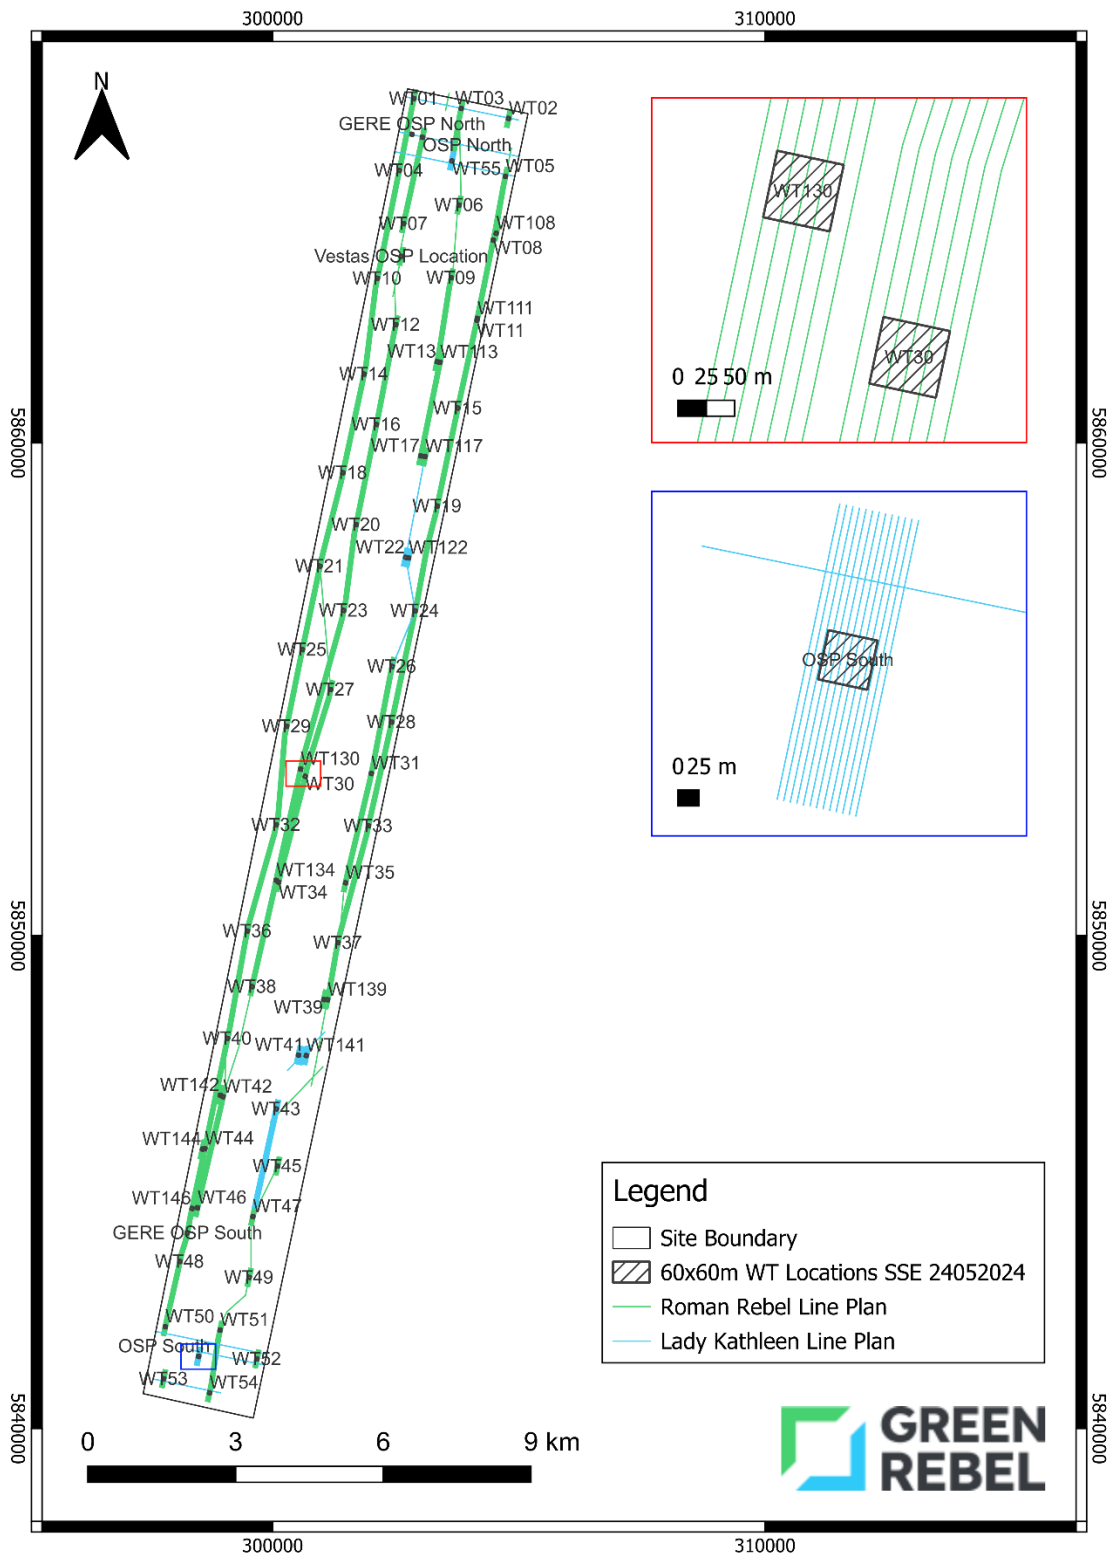 300000
310000
N
WT01
WT03
WT02
GERE OSP North
OSP North
WT04
WT55
WT05
WT06
WT07
WT108
WT08
Vestas OSP Location
WT10
WT09
WT111
WT11
WT12
WT13
WT113
WT14
WT15
WT16
WT17
WT117
WT18
WT19
WT20
WT22
WT122
WT21
WT23
WT24
WT25
WT26
WT27
WT28
WT29
WT130
WT30
WT31
WT32
WT33
WT134
WT34
WT35
WT36
WT37
WT38
WT139
WT39
WT40
WT41
WT141
WT142
WT42
WT43
WT144
WT44
WT45
WT146
WT46
WT47
GERE OSP South
WT48
WT49
WT50
WT51
OSP South
WT52
WT53
WT54
5860000
5850000
5840000
5860000
5850000
5840000
WT130
WT30
0 25 50 m
OSP South
0 25 m
Legend
Site Boundary
60x60m WT Locations SSE 24052024
Roman Rebel Line Plan
Lady Kathleen Line Plan
0 3 6 9 km
GREEN
REBEL
300000
310000